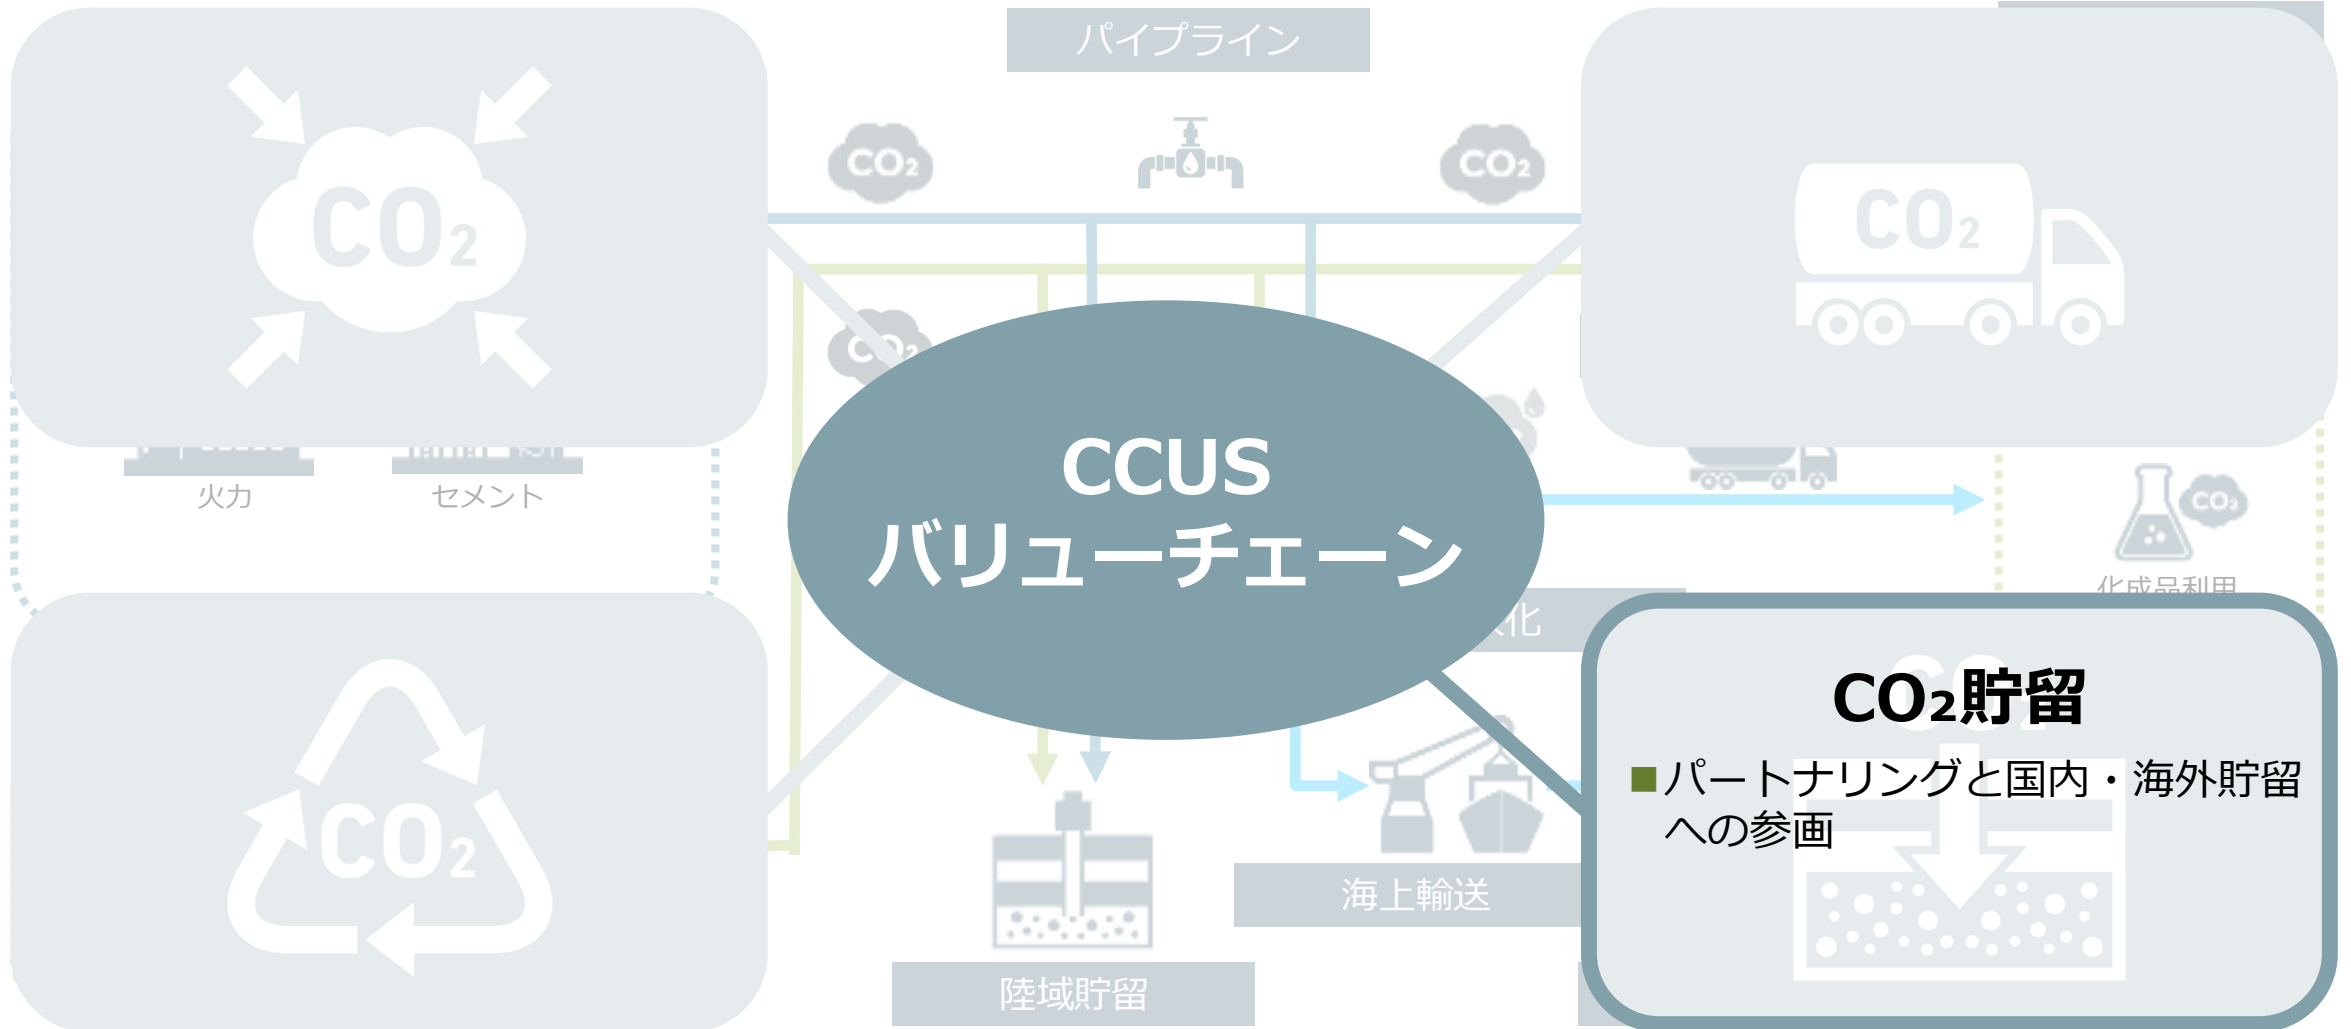 パイプライン
CO₂
CO₂
CO₂
CO₂
CO₂
CCUS
バリューチェーン
火力
セメント
CO₂
化成品利用
化
CO₂
CO₂貯留
■パートナリングと国内・海外貯留
への参画
CO₂
海上輸送
陸域貯留